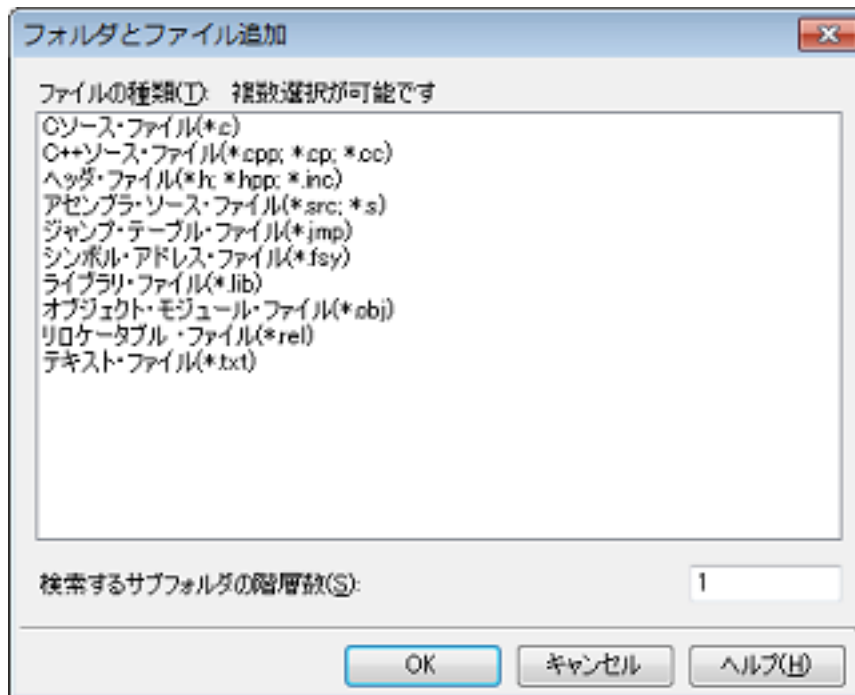 フォルダとファイル追加
ファイルの種類(T): 複数選択が可能です
Cソース・ファイル(*.c)
C++ソース・ファイル(*.cpp; *.cp; *.cc)
ヘッダ・ファイル(*.h; *.hpp; *.inc)
アセンブラ・ソース・ファイル(*.src; *.s)
ジャンプ・テーブル・ファイル(*.jmp)
シンボル・アドレス・ファイル(*.fsy)
ライブラリ・ファイル(*.lib)
オブジェクト・モジュール・ファイル(*.obj)
リロケータブル ・ファイル(*.rel)
テキスト・ファイル(*.txt)
検索するサブフォルダの階層数(S): 1
OK キャンセル ヘルプ(H)